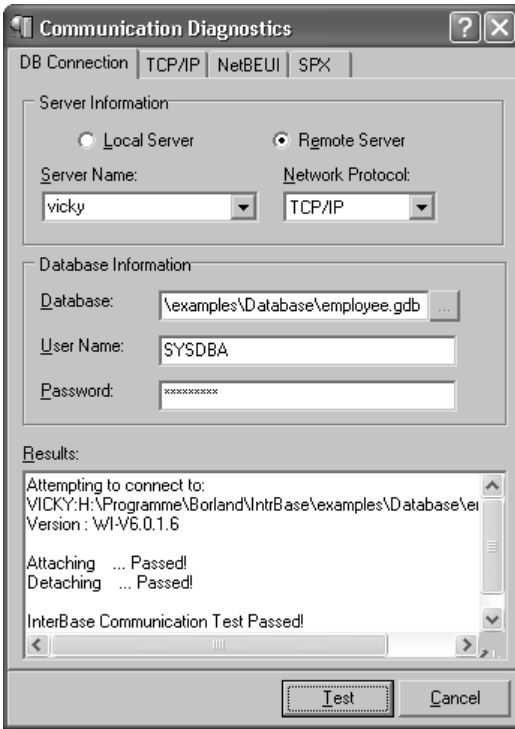 Communication Diagnostics
DB Connection TCP/IP NetBEUI SPX
Server Information
Local Server Remote Server
Server Name: Network Protocol:
vicky TCP/IP
Database Information
Database: \examples\Database\employee.gdb ...
User Name: SYSDBA
Password: *********
Results:
Attempting to connect to:
VICKY:H:\Programme\Borland\IntrBase\examples\Database\e
Version : WI-V6.0.1.6
Attaching ... Passed!
Detaching ... Passed!
InterBase Communication Test Passed!
Test Cancel